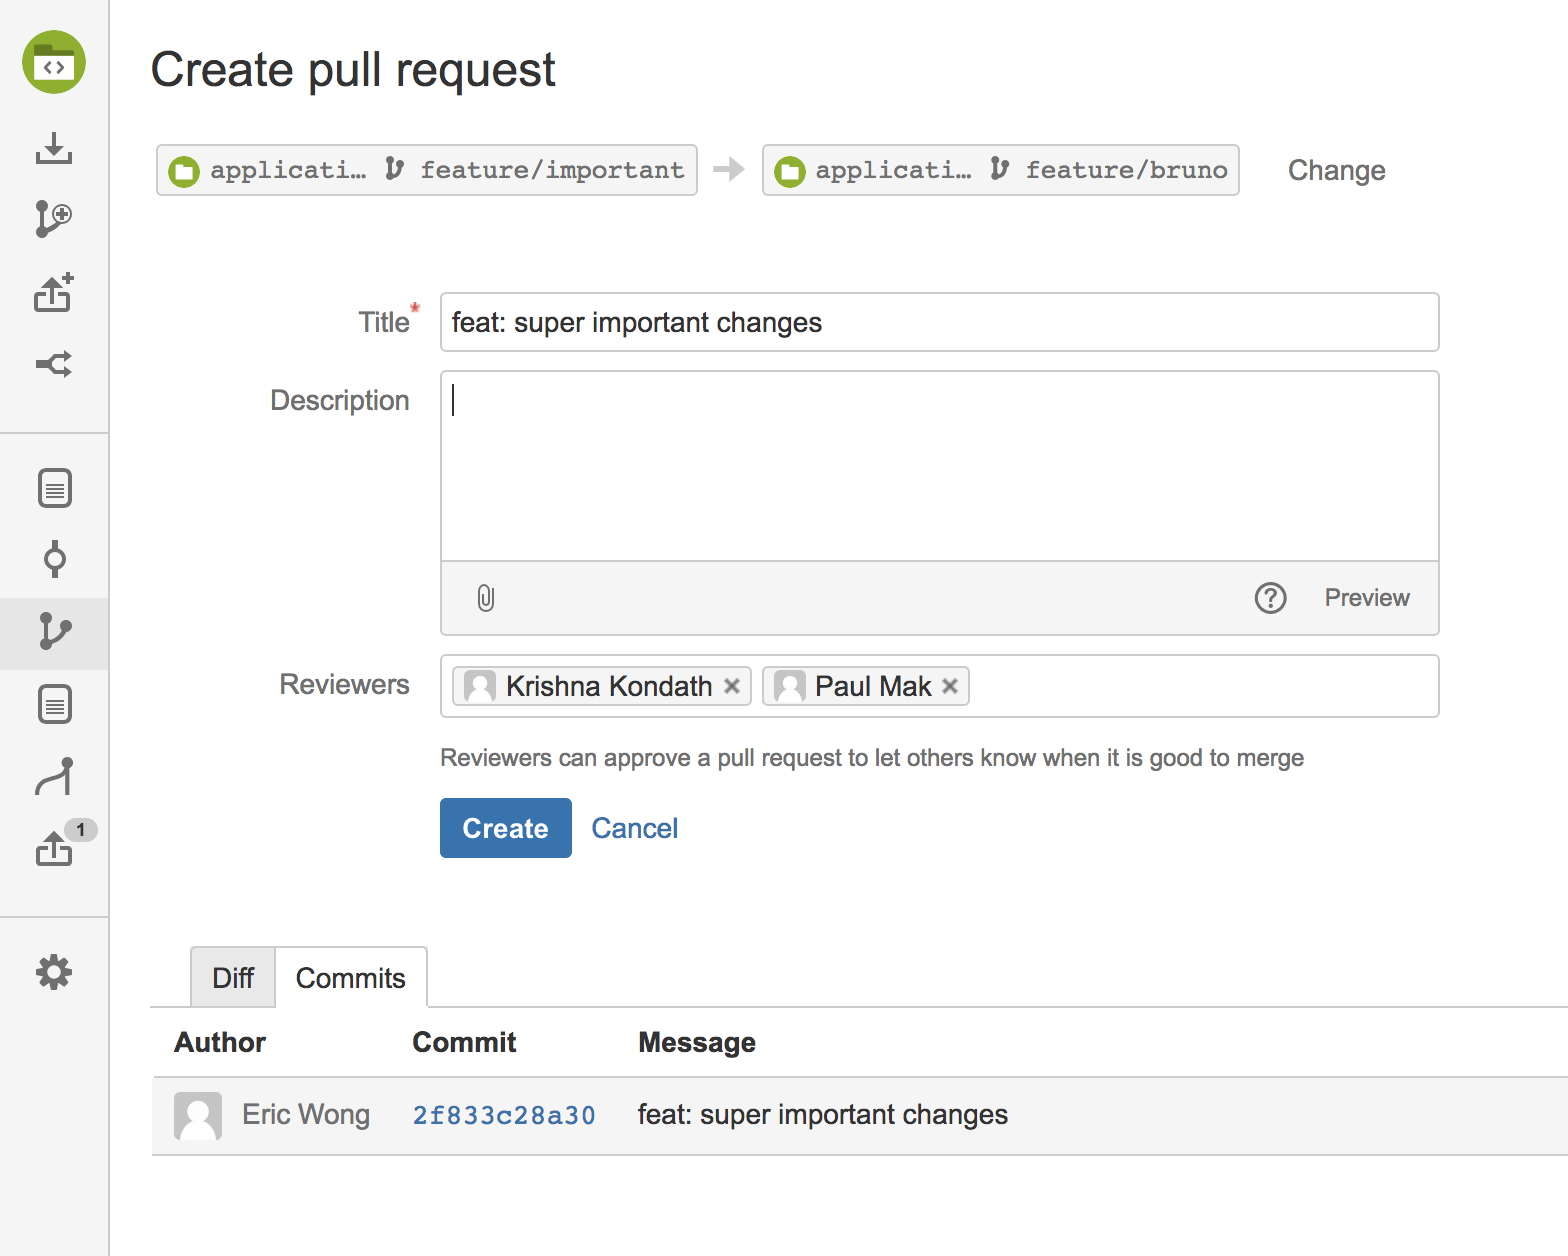 Create pull request
applicati… feature/important applicati… feature/bruno Change
Title* feat: super important changes
Description
? Preview
Reviewers Krishna Kondath × Paul Mak ×
Reviewers can approve a pull request to let others know when it is good to merge
Create Cancel
1
Diff Commits
Author Commit Message
Eric Wong 2f833c28a30 feat: super important changes